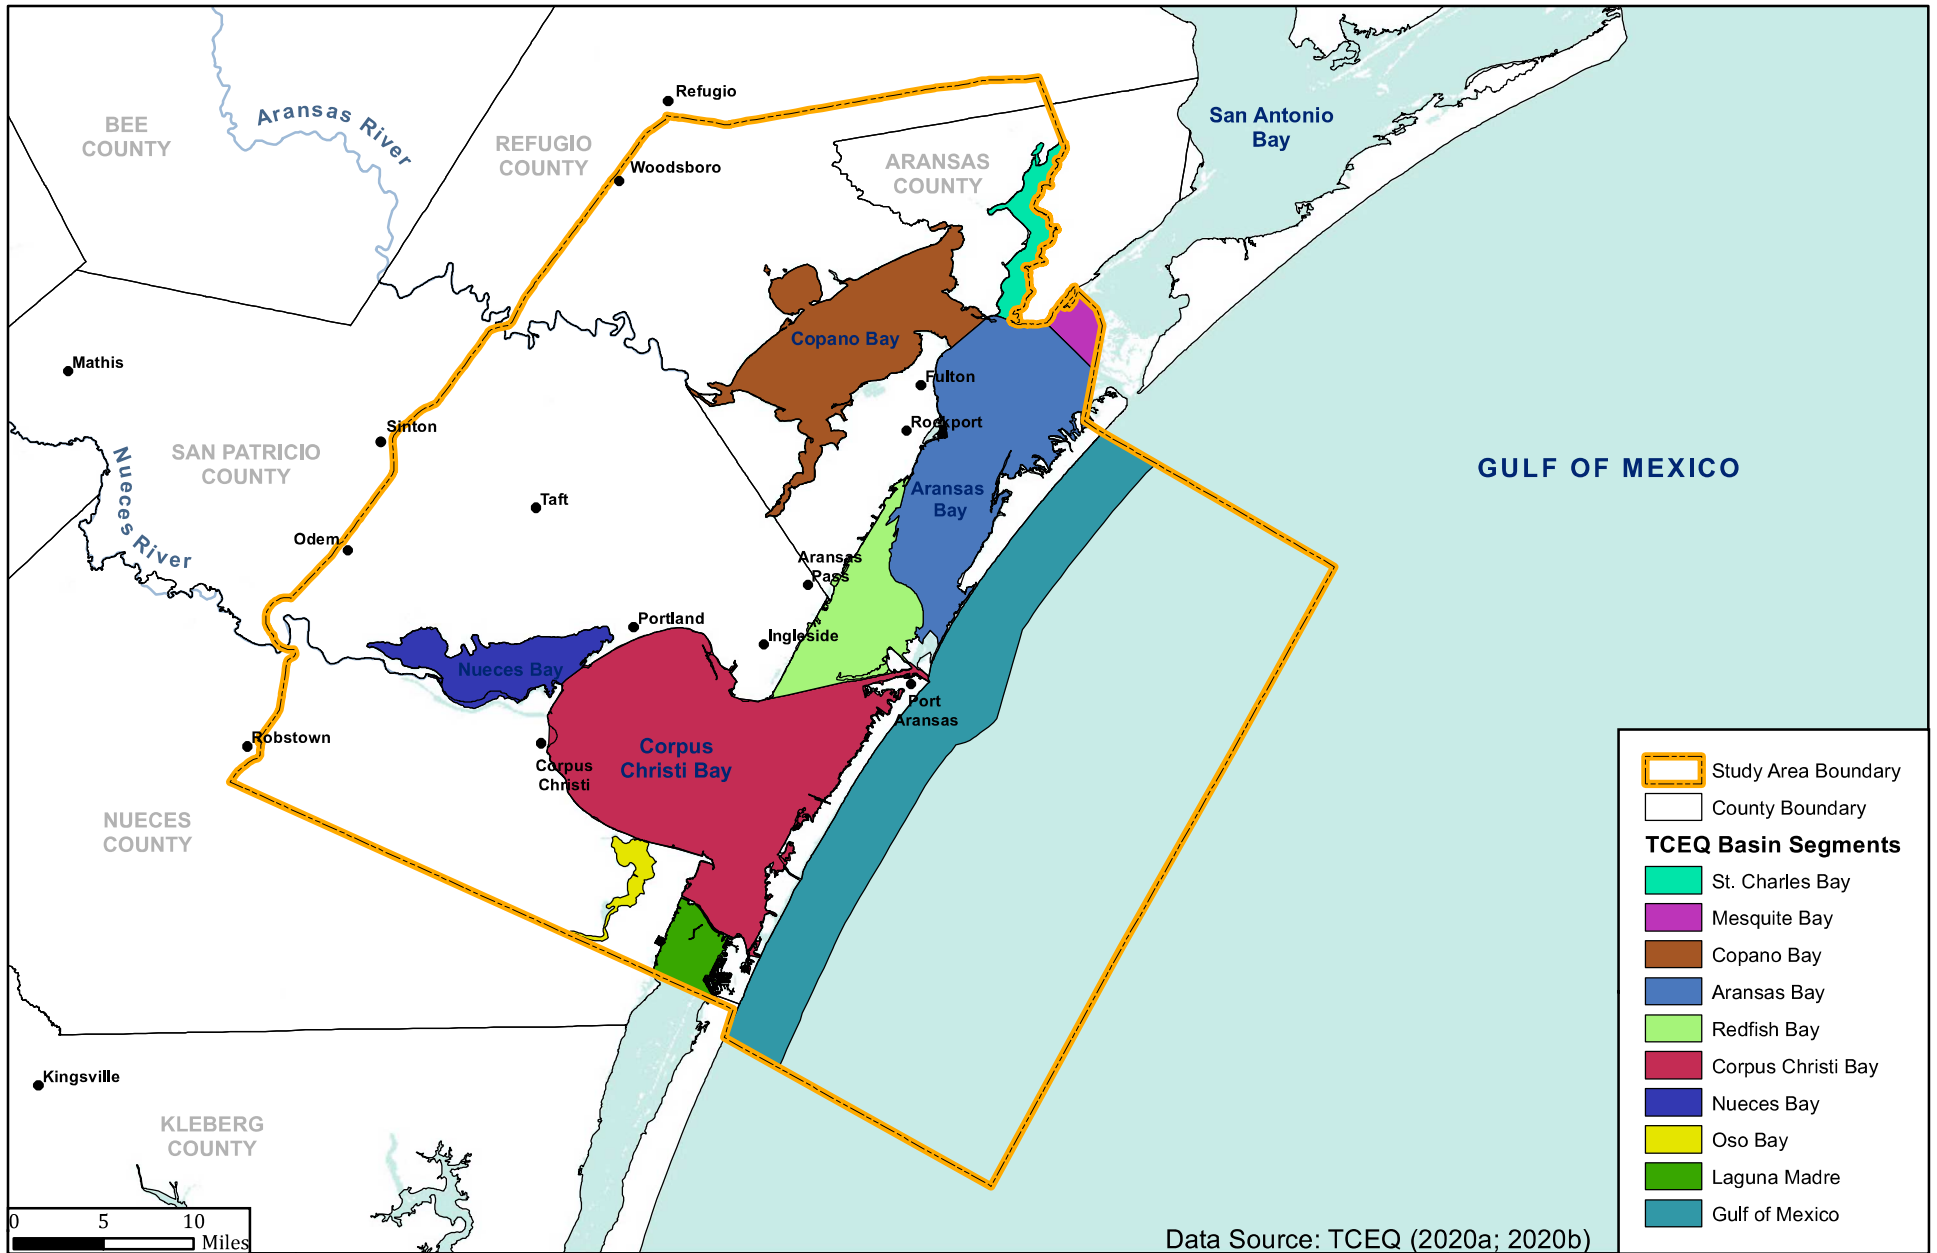 Refugio
San Antonio
Bay
Aransas River
BEE
COUNTY
REFUGIO
COUNTY
Woodsboro
ARANSAS
COUNTY
Copano Bay
Mathis
Fulton
Rockport
Sinton
SAN PATRICIO
COUNTY
Nueces River
GULF OF MEXICO
Aransas
Bay
Taft
Odem
Aransas
Pass
Portland
Ingleside
Nueces Bay
Port
Aransas
Robstown
Corpus
Christi Bay
Corpus
Christi
NUECES
COUNTY
Kingsville
KLEBERG
COUNTY
Study Area Boundary
County Boundary
TCEQ Basin Segments
St. Charles Bay
Mesquite Bay
Copano Bay
Aransas Bay
Redfish Bay
Corpus Christi Bay
Nueces Bay
Oso Bay
Laguna Madre
Gulf of Mexico
0 5 10
Miles
Data Source: TCEQ (2020a; 2020b)